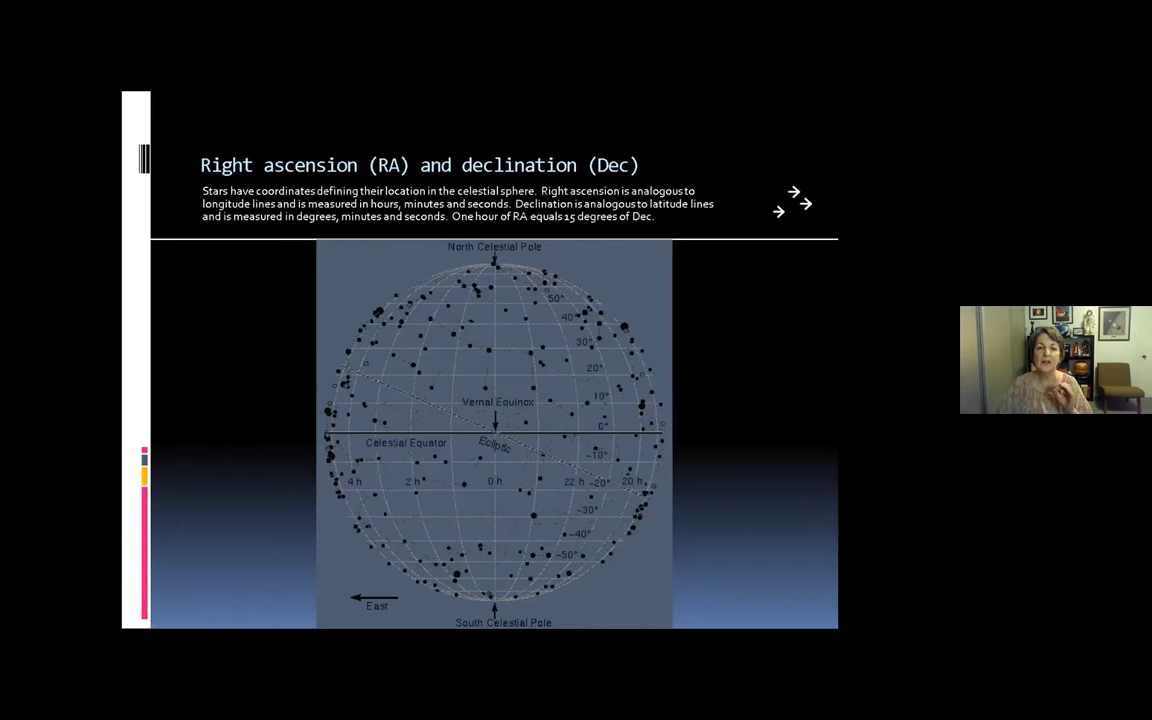 Right ascension (RA) and declination (Dec)
Stars have coordinates defining their location in the celestial sphere. Right ascension is analogous to
longitude lines and is measured in hours, minutes and seconds. Declination is analogous to latitude lines
and is measured in degrees, minutes and seconds. One hour of RA equals 15 degrees of Dec.
North Celestial Pole
50°
40°
30°
20°
10°
Vernal Equinox
0°
Celestial Equator
Ecliptic
-10°
4 h 2 h 0 h 22 h -20° 20 h
-30°
-40°
-50°
East
South Celestial Pole